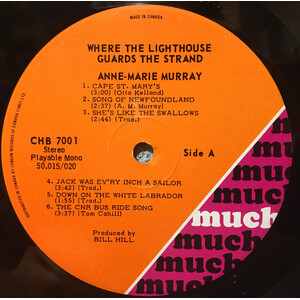 MADE IN CANADA
WHERE THE LIGHTHOUSE
GUARDS THE STRAND
ANNE-MARIE MURRAY
1. CAPE ST. MARY'S
(3:00) (Otto Kelland)
2. SONG OF NEWFOUNDLAND
(2:37) (A. M. Murray)
3. SHE'S LIKE THE SWALLOWS
(2:44) (Trad.)
CHB 7001
Stereo
Playable Mono
50,015/020
Side A
4. JACK WAS EV'RY INCH A SAILOR
(3:42) (Trad.)
5. DOWN ON THE WHITE LABRADOR
(1:55) (Trad.)
6. THE CNR BUS RIDE SONG
(2:37) (Tom Cahill)
Produced by
BILL HILL
much
much
much
much
much
much